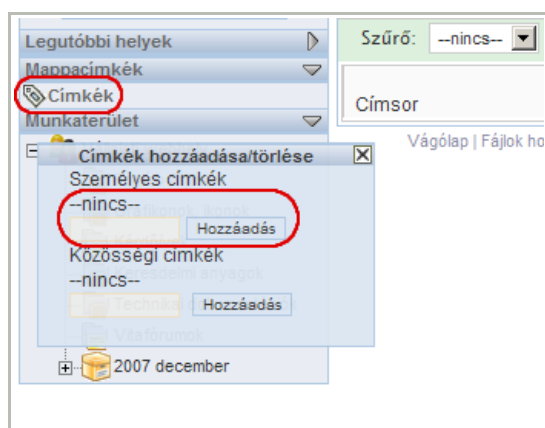 Legutóbbi helyek
Szűrő: --nincs--
Mappacímkék
Címkék
Címsor
Munkaterület
Vágólap | Fájlok ho
Címkék hozzáadása/törlése
Személyes címkék
--nincs--
Hozzáadás
Közösségi címkék
--nincs--
Hozzáadás
Vitafórumok
2007 december